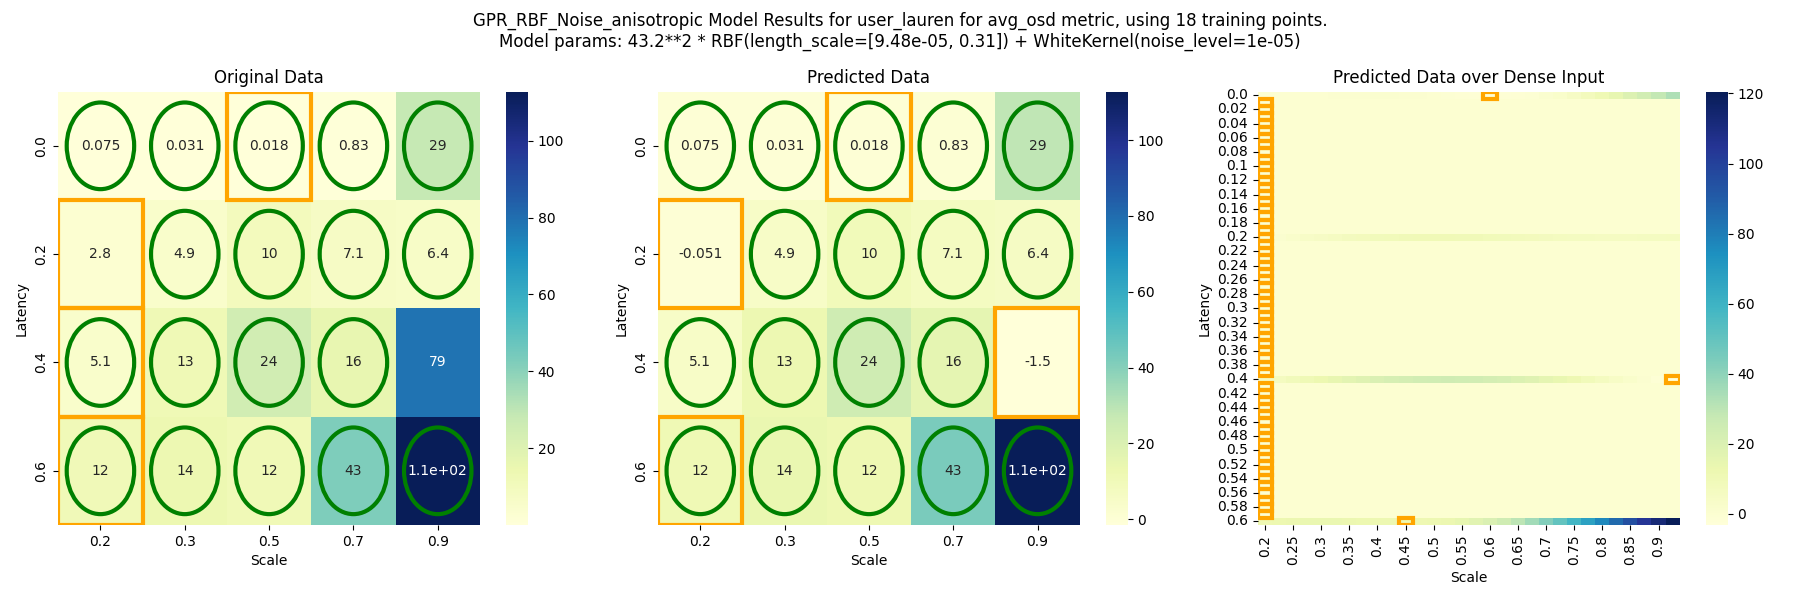 GPR_RBF_Noise_anisotropic Model Results for user_lauren for avg_osd metric, using 18 training points.
Model params: 43.2**2 * RBF(length_scale=[9.48e-05, 0.31]) + WhiteKernel(noise_level=1e-05)
Original Data
0.0 0.075 0.031 0.018 0.83 29
0.2 2.8 4.9 10 7.1 6.4
0.4 5.1 13 24 16 79
0.6 12 14 12 43 1.1e+02
0.2 0.3 0.5 0.7 0.9
Scale
Latency
100
80
60
40
20
Predicted Data
0.0 0.075 0.031 0.018 0.83 29
0.2 -0.051 4.9 10 7.1 6.4
0.4 5.1 13 24 16 -1.5
0.6 12 14 12 43 1.1e+02
0.2 0.3 0.5 0.7 0.9
Scale
Latency
100
80
60
40
20
0
Predicted Data over Dense Input
0.0
0.02
0.04
0.06
0.08
0.1
0.12
0.14
0.16
0.18
0.2
0.22
0.24
0.26
0.28
0.3
0.32
0.34
0.36
0.38
0.4
0.42
0.44
0.46
0.48
0.5
0.52
0.54
0.56
0.58
0.6
0.2 0.25 0.3 0.35 0.4 0.45 0.5 0.55 0.6 0.65 0.7 0.75 0.8 0.85 0.9
Scale
Latency
120
100
80
60
40
20
0